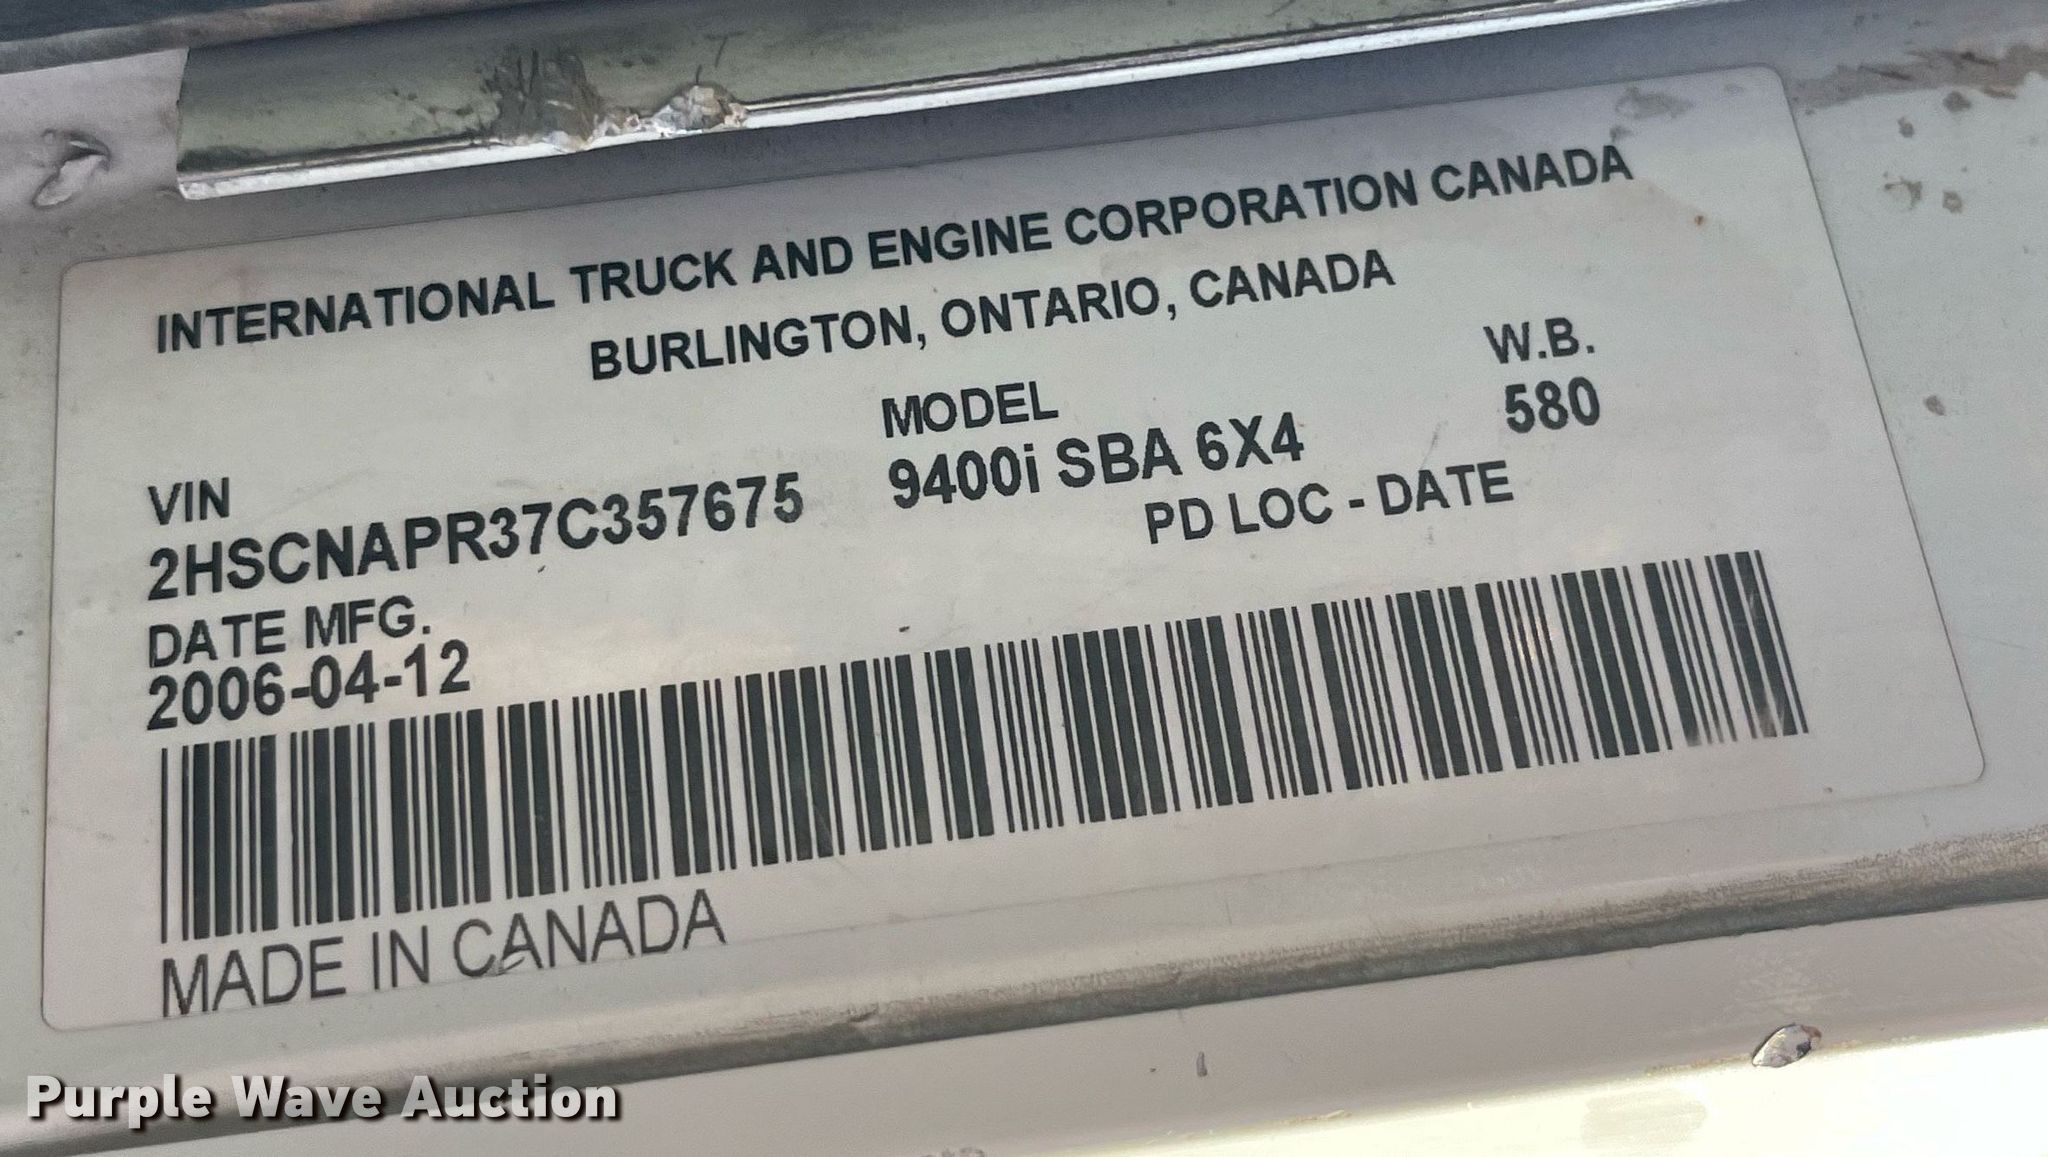 INTERNATIONAL TRUCK AND ENGINE CORPORATION CANADA
BURLINGTON, ONTARIO, CANADA
MODEL
W.B.
VIN
9400i SBA 6X4
580
2HSCNAPR37C357675
PD LOC - DATE
DATE MFG.
2006-04-12
MADE IN CANADA
Purple Wave Auction